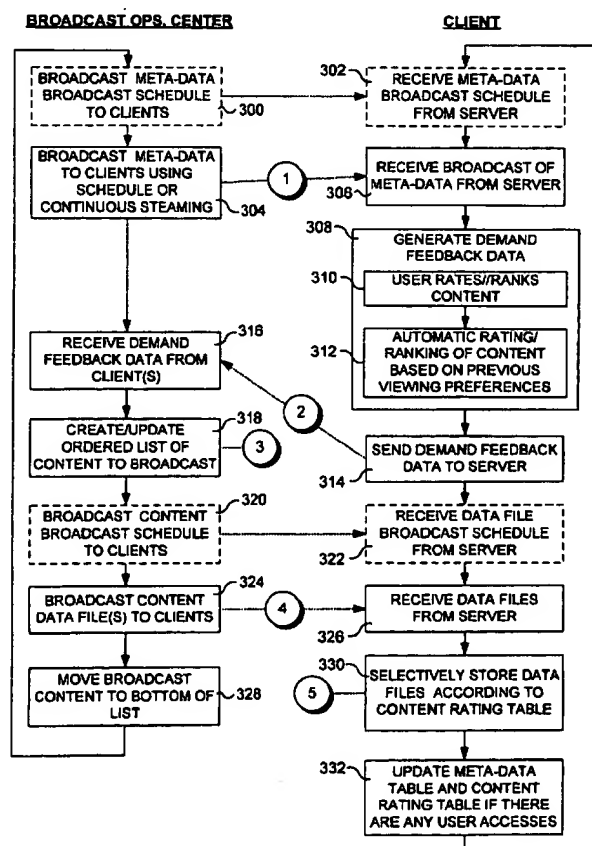 BROADCAST OPS. CENTER
CLIENT
BROADCAST META-DATA
BROADCAST SCHEDULE
TO CLIENTS
300
302
RECEIVE META-DATA
BROADCAST SCHEDULE
FROM SERVER
BROADCAST META-DATA
TO CLIENTS USING
SCHEDULE OR
CONTINUOUS STEAMING
304
1
RECEIVE BROADCAST OF
META-DATA FROM SERVER
306
308
GENERATE DEMAND
FEEDBACK DATA
310
USER RATES//RANKS
CONTENT
312
AUTOMATIC RATING/
RANKING OF CONTENT
BASED ON PREVIOUS
VIEWING PREFERENCES
316
RECEIVE DEMAND
FEEDBACK DATA FROM
CLIENT(S)
2
318
CREATE/UPDATE
ORDERED LIST OF
CONTENT TO BROADCAST
3
SEND DEMAND FEEDBACK
DATA TO SERVER
314
320
BROADCAST CONTENT
BROADCAST SCHEDULE
TO CLIENTS
RECEIVE DATA FILE
BROADCAST SCHEDULE
FROM SERVER
322
324
BROADCAST CONTENT
DATA FILE(S) TO CLIENTS
4
RECEIVE DATA FILES
FROM SERVER
326
MOVE BROADCAST
CONTENT TO BOTTOM OF
LIST
328
330
5
SELECTIVELY STORE DATA
FILES ACCORDING TO
CONTENT RATING TABLE
332
UPDATE META-DATA
TABLE AND CONTENT
RATING TABLE IF THERE
ARE ANY USER ACCESSES